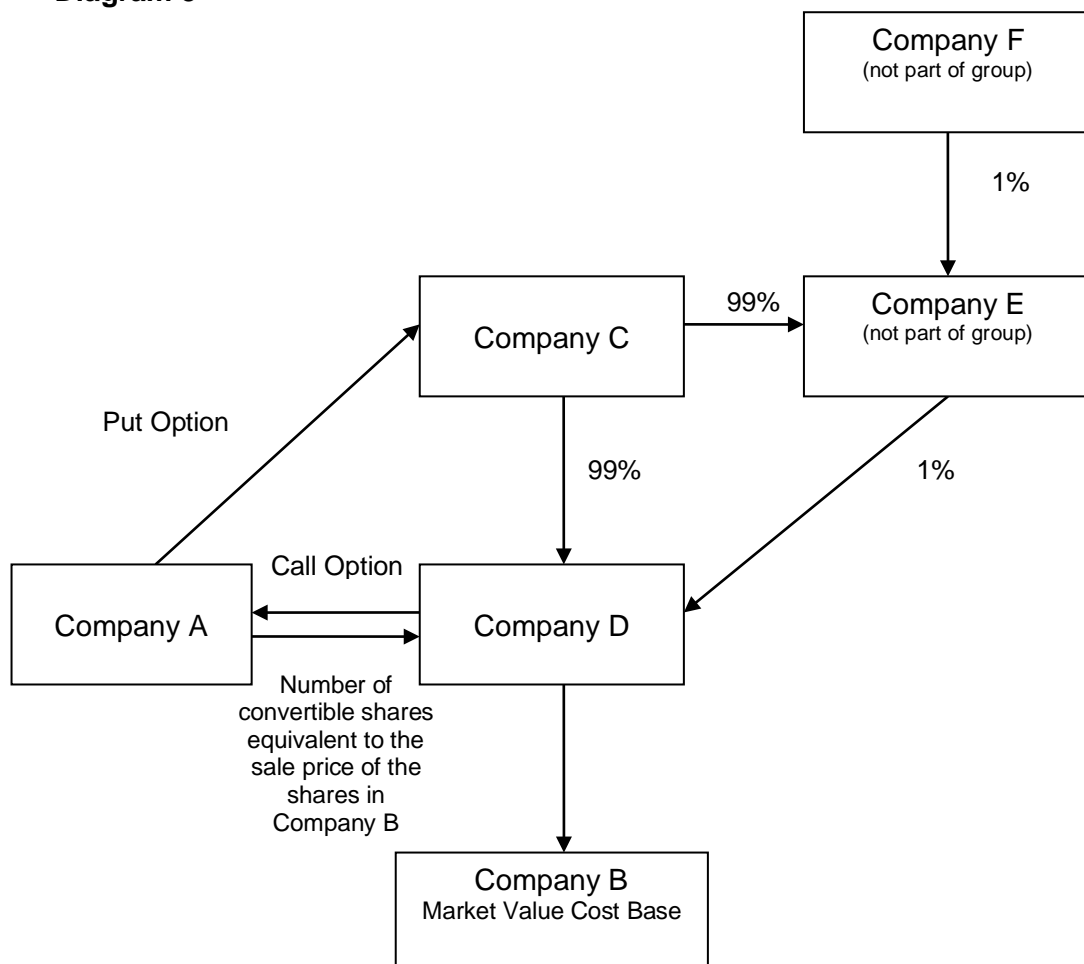 Company F
(not part of group)
1%
Company C
99%
Company E
(not part of group)
Put Option
99%
1%
Company A
Call Option
Company D
Number of
convertible shares
equivalent to the
sale price of the
shares in
Company B
Company B
Market Value Cost Base